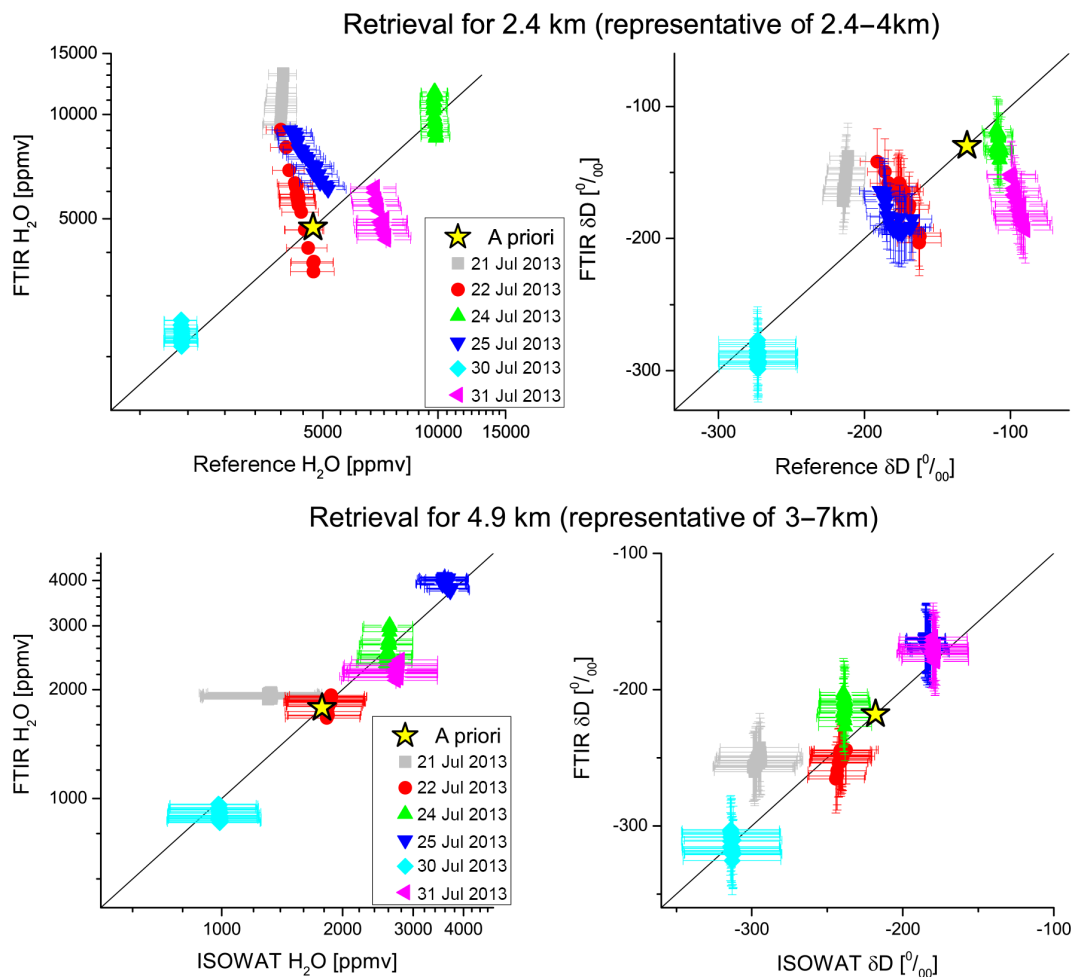 Retrieval for 2.4 km (representative of 2.4–4km)
15000
10000
5000
FTIR H2O [ppmv]
5000 10000 15000
Reference H2O [ppmv]
A priori
21 Jul 2013
22 Jul 2013
24 Jul 2013
25 Jul 2013
30 Jul 2013
31 Jul 2013
-100
-200
-300
FTIR δD [0/00]
-300 -200 -100
Reference δD [0/00]
Retrieval for 4.9 km (representative of 3–7km)
4000
3000
2000
1000
FTIR H2O [ppmv]
1000 2000 3000 4000
ISOWAT H2O [ppmv]
A priori
21 Jul 2013
22 Jul 2013
24 Jul 2013
25 Jul 2013
30 Jul 2013
31 Jul 2013
-100
-200
-300
FTIR δD [0/00]
-300 -200 -100
ISOWAT δD [0/00]